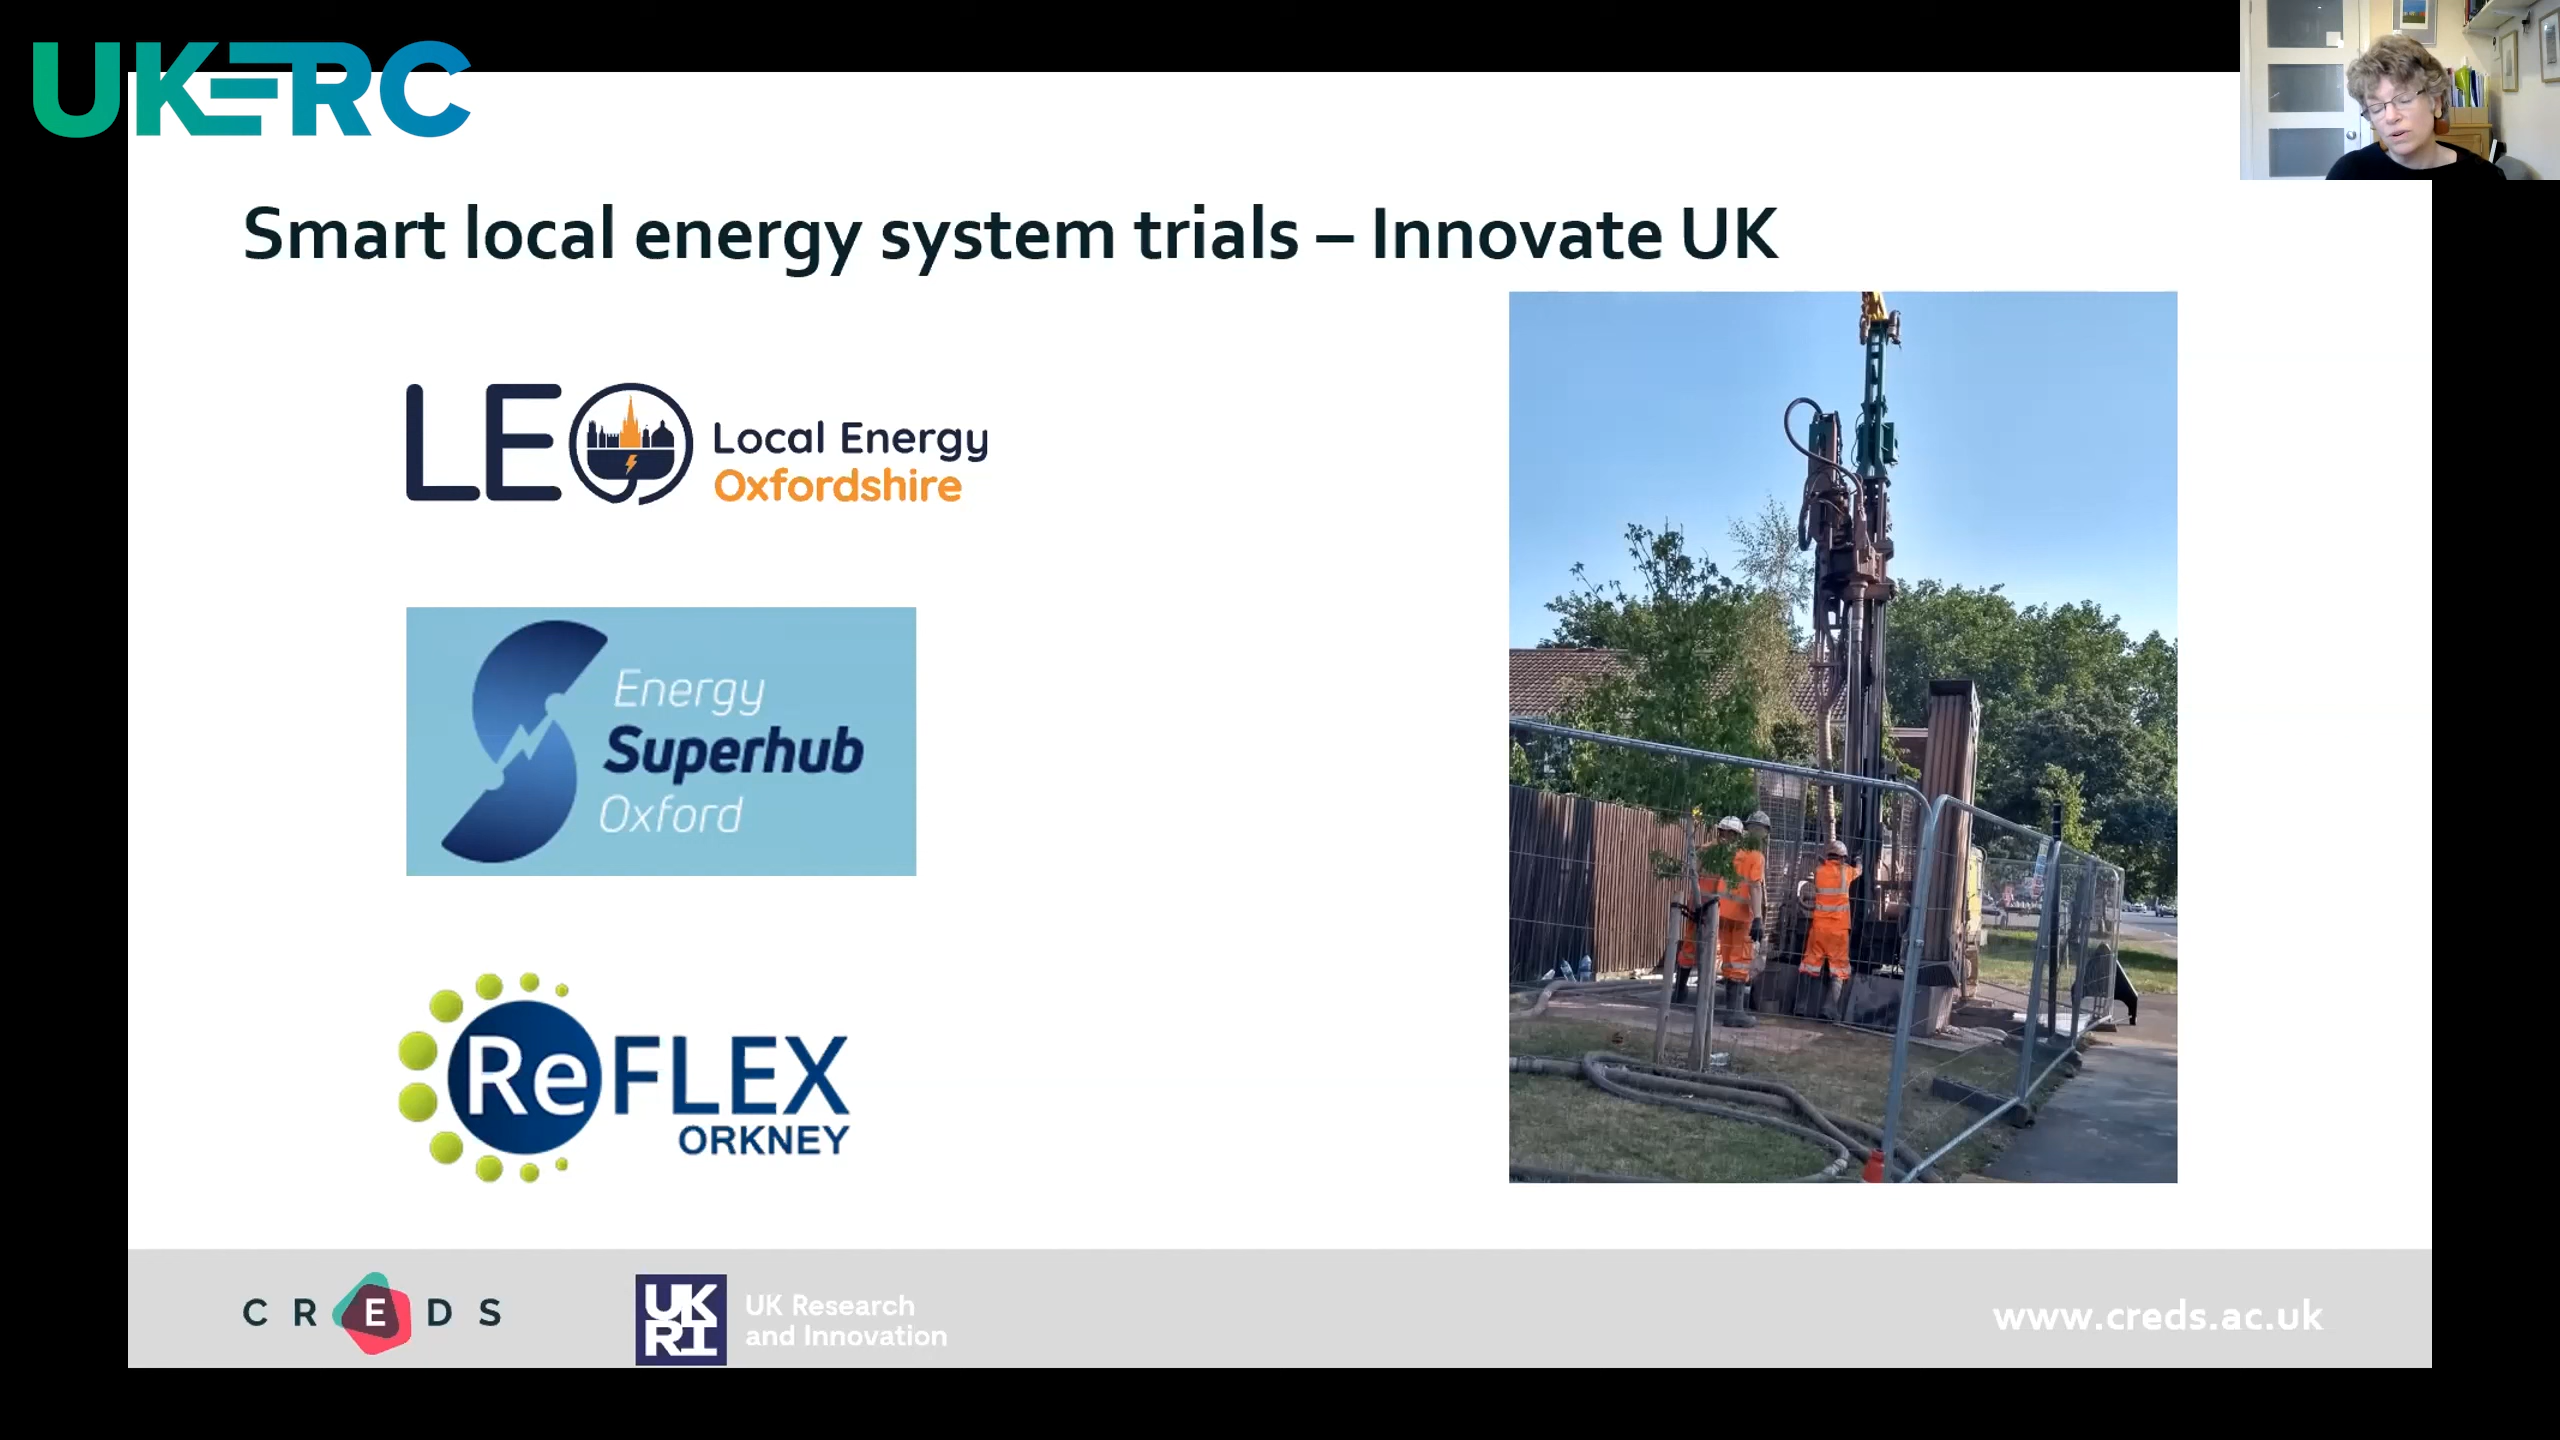 UKERC
Smart local energy system trials – Innovate UK
LEO
Local Energy
Oxfordshire
Energy
Superhub
Oxford
ReFLEX
ORKNEY
CREDS
UK
RI
UK Research
and Innovation
www.creds.ac.uk